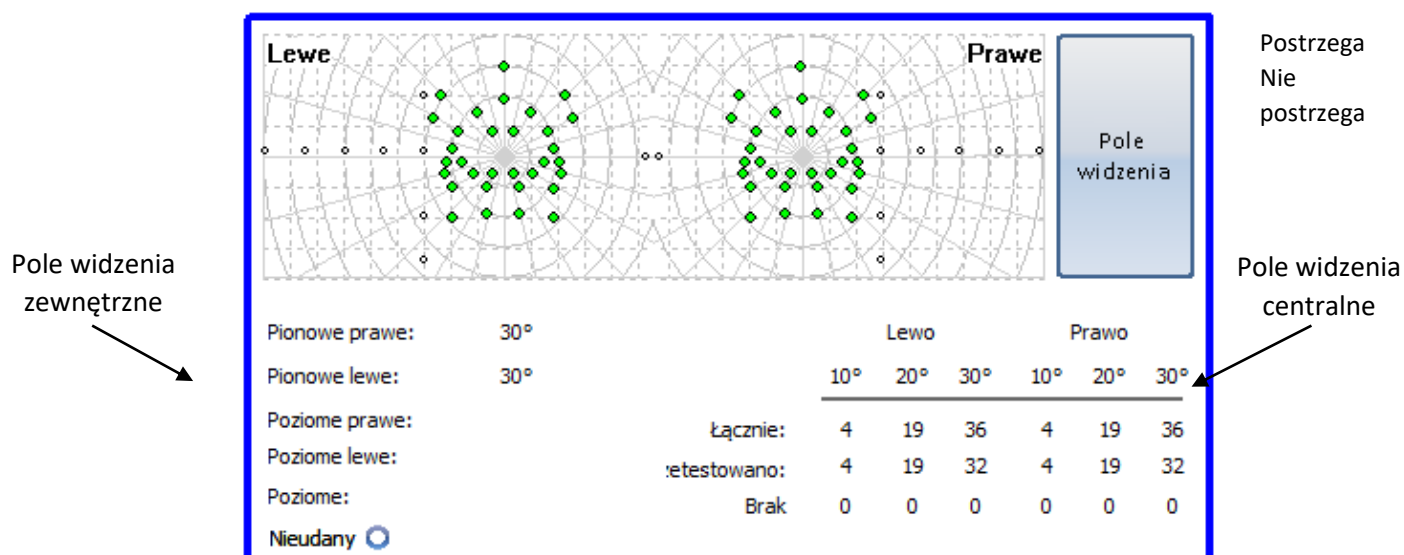 Lewe
Prawe
Pole
widzenia
Postrzega
Nie
postrzega
Pole widzenia
zewnętrzne
Pole widzenia
centralne
Pionowe prawe: 30°
Pionowe lewe: 30°
Poziome prawe:
Poziome lewe:
Poziome:
Nieudany
Lewo Prawo
10° 20° 30° 10° 20° 30°
Łącznie: 4 19 36 4 19 36
zetestowano: 4 19 32 4 19 32
Brak 0 0 0 0 0 0